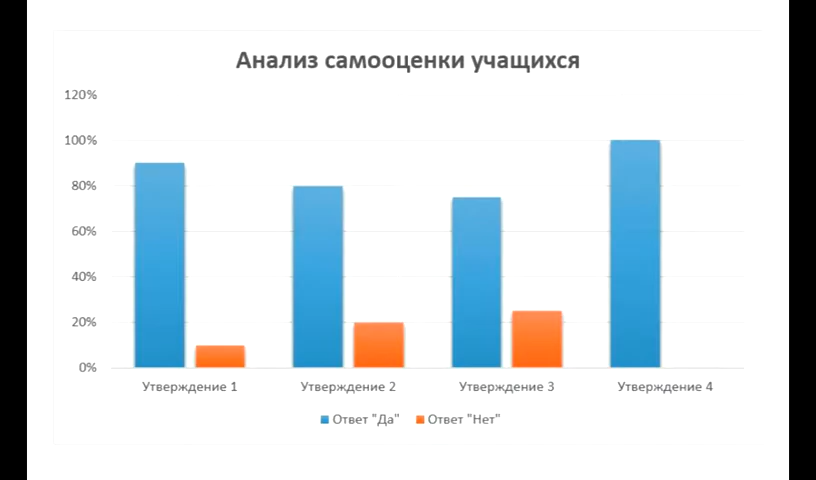 Анализ самооценки учащихся
120%
100%
80%
60%
40%
20%
0%
Утверждение 1 Утверждение 2 Утверждение 3 Утверждение 4
Ответ "Да" Ответ "Нет"